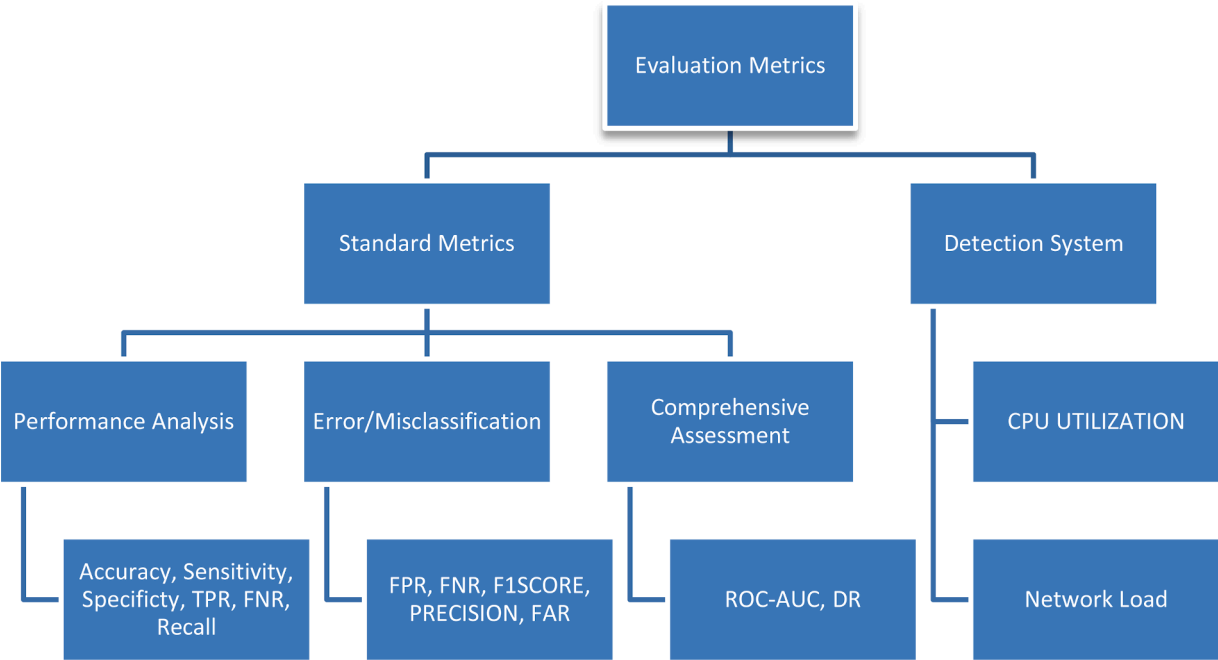 Evaluation Metrics
Standard Metrics
Detection System
Performance Analysis
Error/Misclassification
Comprehensive
Assessment
CPU UTILIZATION
Accuracy, Sensitivity,
Specificty, TPR, FNR,
Recall
FPR, FNR, F1SCORE,
PRECISION, FAR
ROC-AUC, DR
Network Load